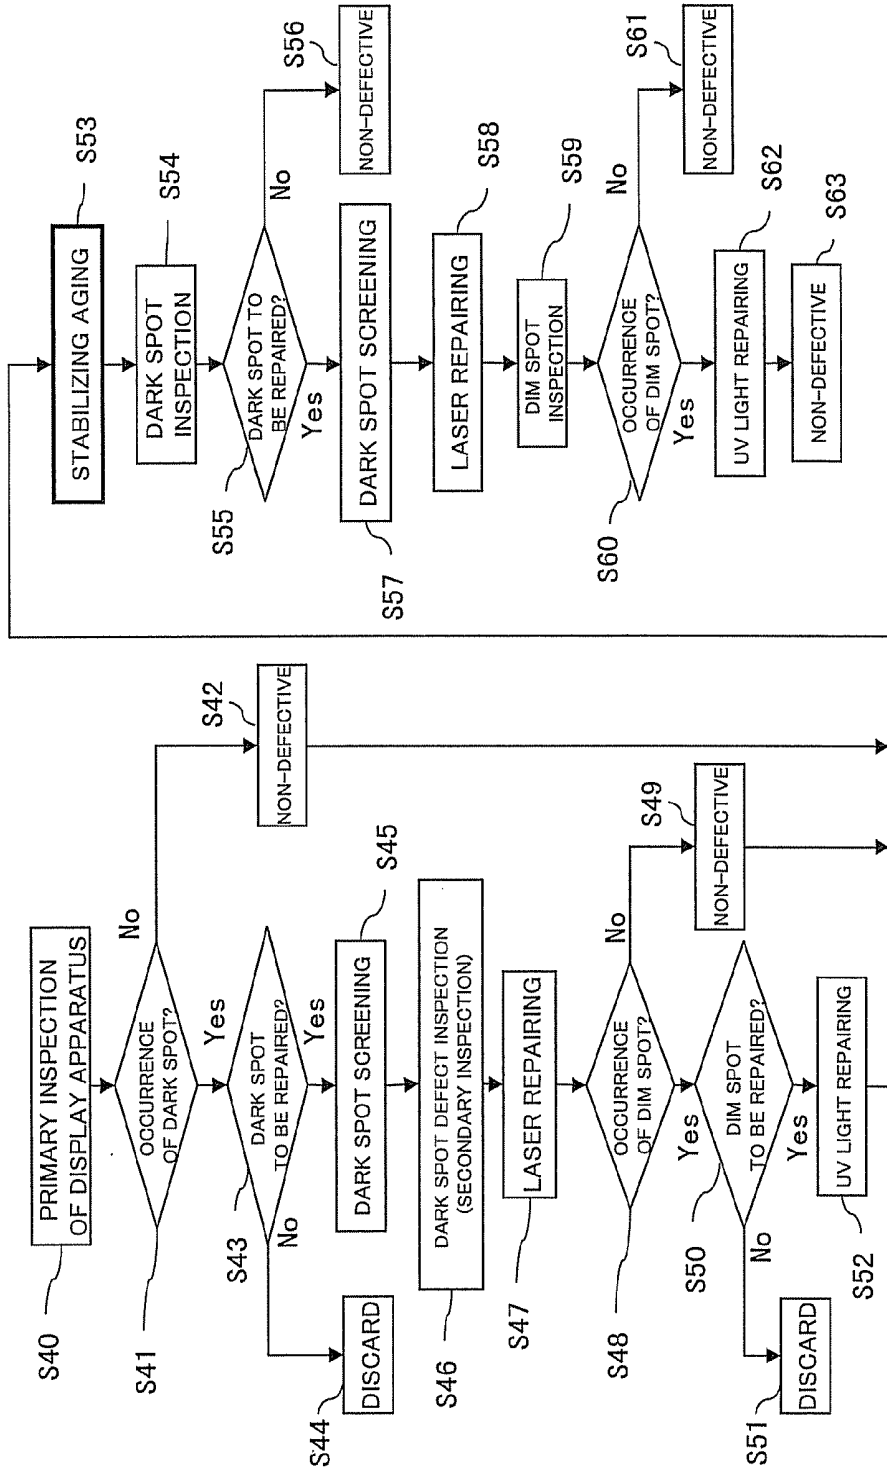 S40
PRIMARY INSPECTION
OF DISPLAY APPARATUS
S41
OCCURRENCE
OF DARK SPOT?
No
S42
NON-DEFECTIVE
Yes
S43
DARK SPOT
TO BE REPAIRED?
No
S44
DISCARD
Yes
S45
DARK SPOT SCREENING
S46
DARK SPOT DEFECT INSPECTION
(SECONDARY INSPECTION)
S47
LASER REPAIRING
S48
OCCURRENCE
OF DIM SPOT?
No
S49
NON-DEFECTIVE
Yes
S50
DIM SPOT
TO BE REPAIRED?
No
S51
DISCARD
Yes
S52
UV LIGHT REPAIRING
S53
STABILIZING AGING
S54
DARK SPOT
INSPECTION
S55
DARK SPOT TO
BE REPAIRED?
No
S56
NON-DEFECTIVE
Yes
S57
DARK SPOT SCREENING
S58
LASER REPAIRING
S59
DIM SPOT
INSPECTION
S60
OCCURRENCE
OF DIM SPOT?
No
S61
NON-DEFECTIVE
Yes
S62
UV LIGHT REPAIRING
S63
NON-DEFECTIVE